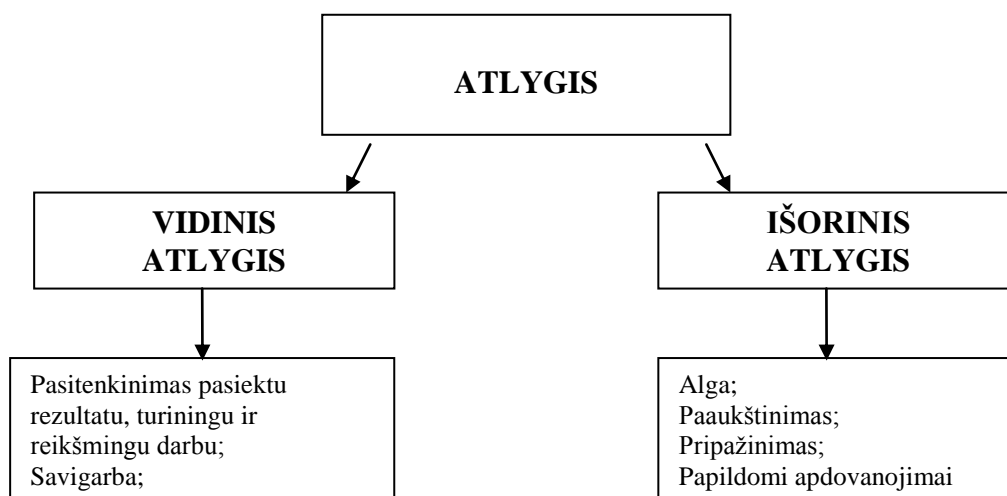 ATLYGIS
VIDINIS
ATLYGIS
IŠORINIS
ATLYGIS
Pasitenkinimas pasiektu
rezultatu, turiningu ir
reikšmingu darbu;
Savigarba;
Alga;
Paaukštinimas;
Pripažinimas;
Papildomi apdovanojimai